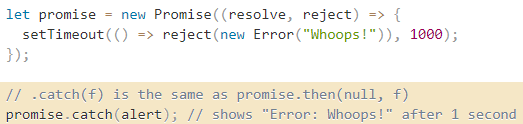 let promise = new Promise((resolve, reject) => {
  setTimeout(() => reject(new Error("Whoops!")), 1000);
});
// .catch(f) is the same as promise.then(null, f)
promise.catch(alert); // shows "Error: Whoops!" after 1 second